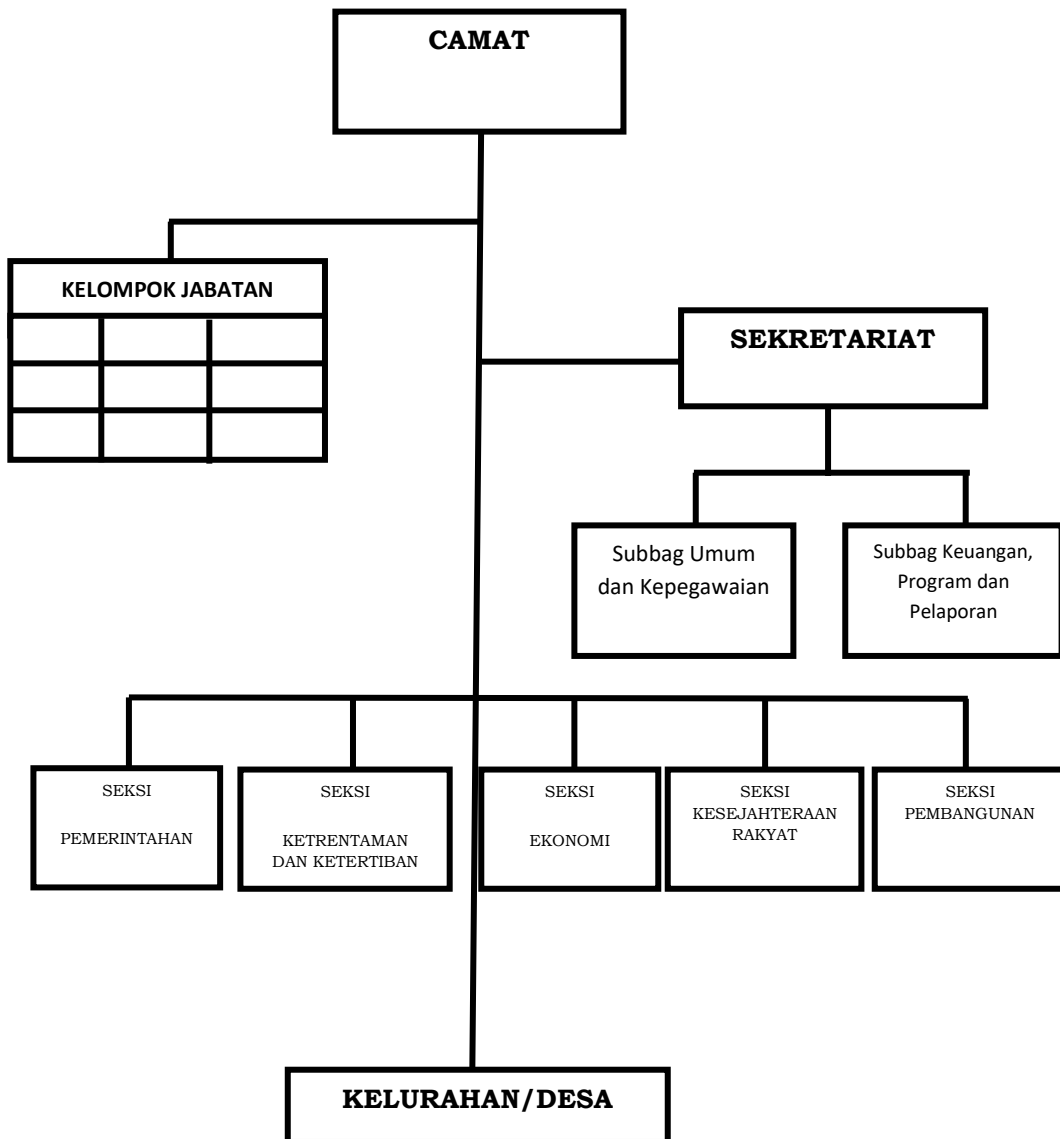 CAMAT
KELOMPOK JABATAN
SEKRETARIAT
Subbag Umum
dan Kepegawaian
Subbag Keuangan,
Program dan
Pelaporan
SEKSI
PEMERINTAHAN
SEKSI
KETRENTAMAN
DAN KETERTIBAN
SEKSI
EKONOMI
SEKSI
KESEJAHTERAAN
RAKYAT
SEKSI
PEMBANGUNAN
KELURAHAN/DESA